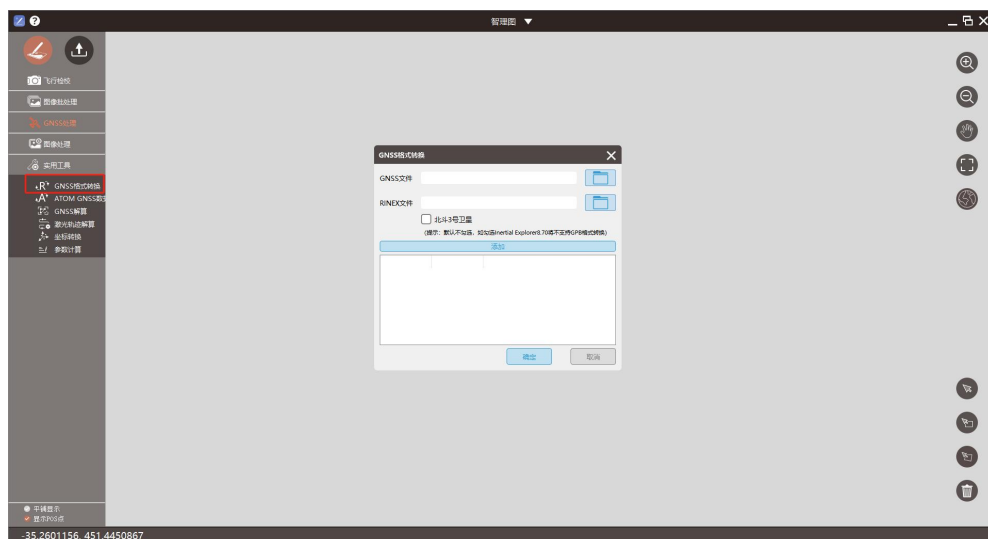 智理图 ▼
飞行检校
图像批处理
GNSS处理
图像处理
实用工具
GNSS格式转换
ATOM GNSS数据
GNSS解算
激光轨迹解算
坐标转换
参数计算
GNSS格式转换
GNSS文件
RINEX文件
北斗3号卫星
(提示：默认不勾选，如勾选Inertial Explorer8.70将不支持GPB格式转换)
添加
确定
取消
平铺显示
显示POS点
-35.2601156, 451.4450867